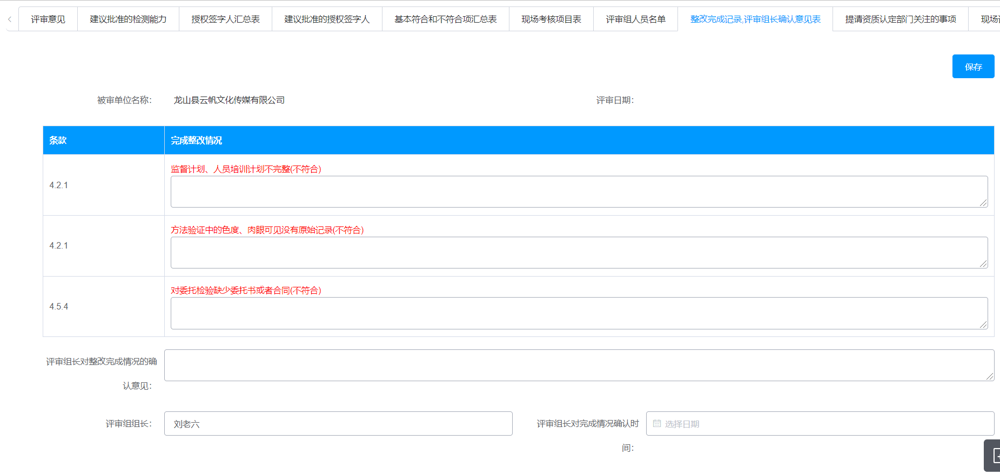 评审意见 建议批准的检测能力 授权签字人汇总表 建议批准的授权签字人 基本符合和不符合项汇总表 现场考核项目表 评审组人员名单 整改完成记录,评审组长确认意见表 提请资质认定部门关注的事项 现场
保存
被审单位名称: 龙山县云帆文化传媒有限公司 评审日期:
条款 完成整改情况
监督计划、人员培训计划不完整(不符合)
4.2.1
方法验证中的色度、肉眼可见没有原始记录(不符合)
4.2.1
对委托检验缺少委托书或者合同(不符合)
4.5.4
评审组长对整改完成情况的确
认意见:
评审组组长: 刘老六 评审组长对完成情况确认时 选择日期
间: